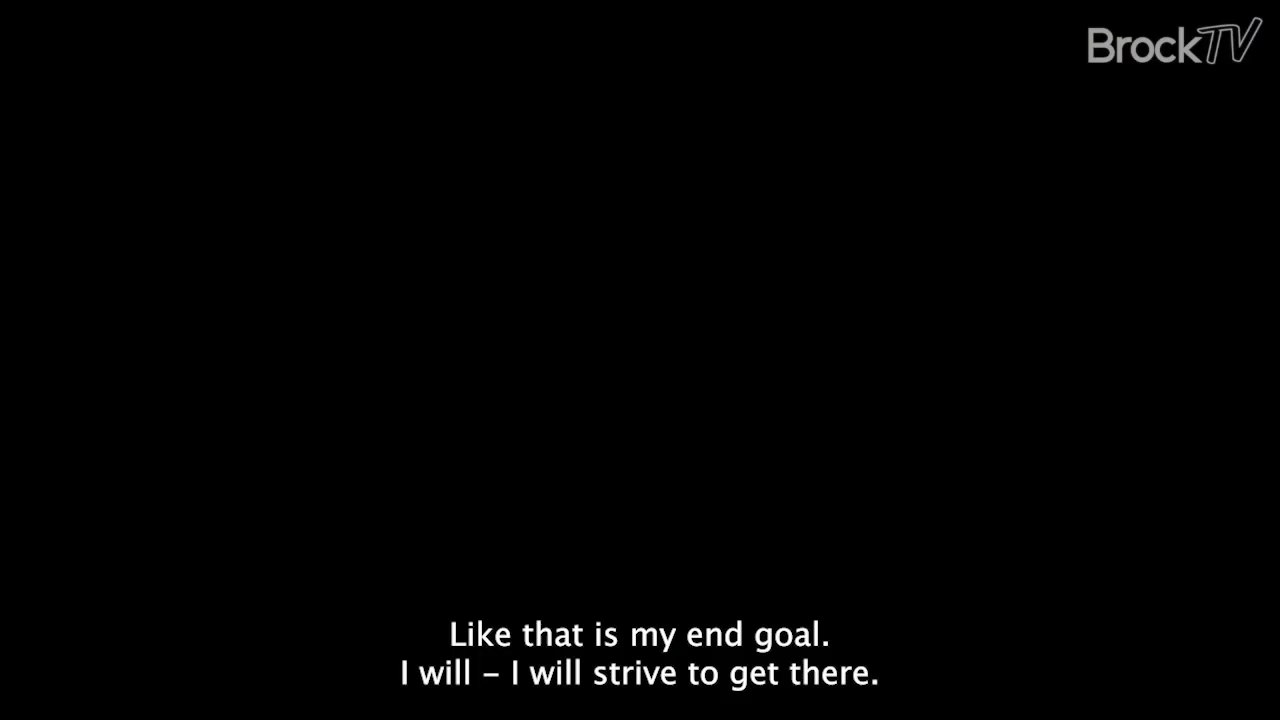 BrockTV
Like that is my end goal.
I will – I will strive to get there.